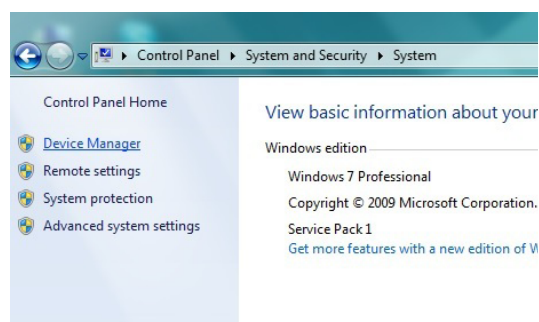 Control Panel System and Security System
Control Panel Home
Device Manager
Remote settings
System protection
Advanced system settings
View basic information about your
Windows edition
Windows 7 Professional
Copyright © 2009 Microsoft Corporation.
Service Pack 1
Get more features with a new edition of W